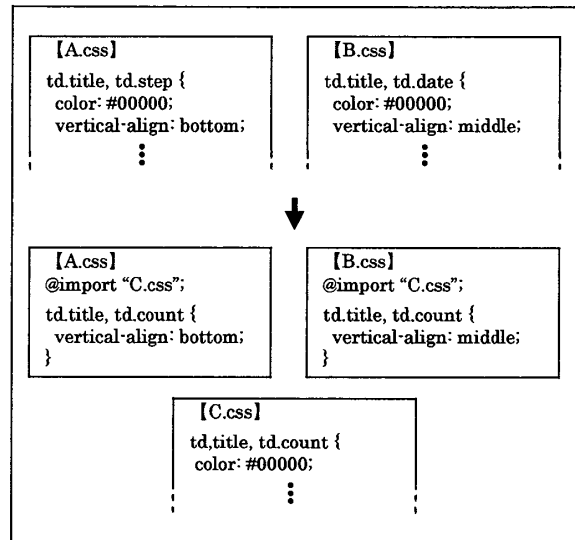 【A.css】
td.title, td.step {
color: #00000;
vertical-align: bottom;
【B.css】
td.title, td.date {
color: #00000;
vertical-align: middle;
【A.css】
@import “C.css”;
td.title, td.count {
vertical-align: bottom;
}
【B.css】
@import “C.css”;
td.title, td.count {
vertical-align: middle;
}
【C.css】
td,title, td.count {
color: #00000;